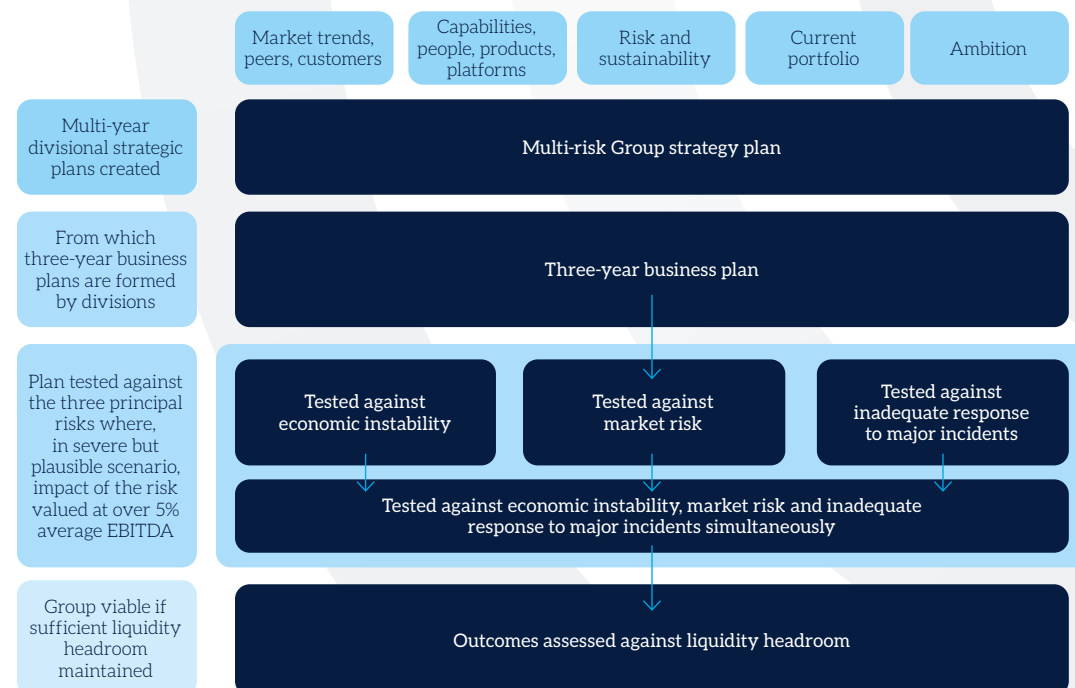 Market trends,
peers, customers
Capabilities,
people, products,
platforms
Risk and
sustainability
Current
portfolio
Ambition
Multi-year
divisional strategic
plans created
Multi-risk Group strategy plan
From which
three-year business
plans are formed
by divisions
Three-year business plan
Plan tested against
the three principal
risks where,
in severe but
plausible scenario,
impact of the risk
valued at over 5%
average EBITDA
Tested against
economic instability
Tested against
market risk
Tested against
inadequate response
to major incidents
Tested against economic instability, market risk and inadequate
response to major incidents simultaneously
Group viable if
sufficient liquidity
headroom
maintained
Outcomes assessed against liquidity headroom